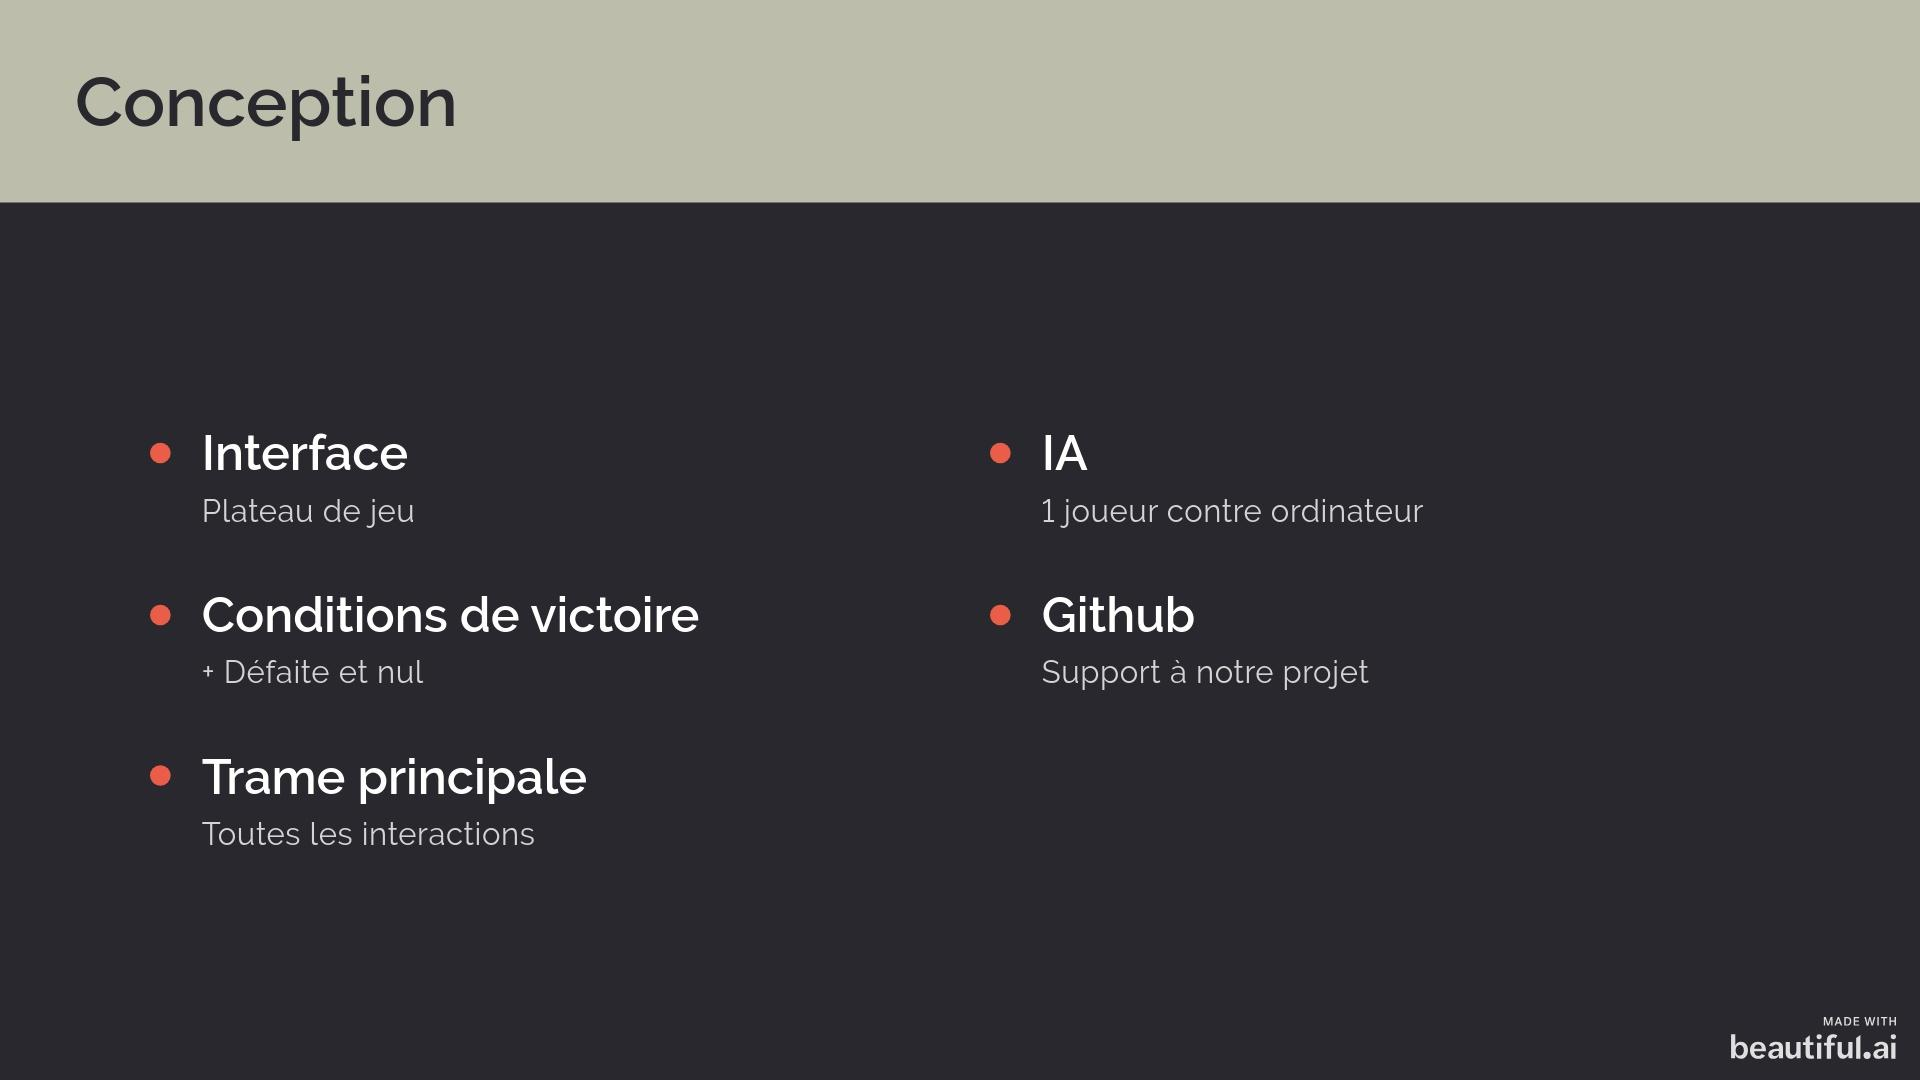 Conception
Interface
Plateau de jeu
Conditions de victoire
+ Défaite et nul
Trame principale
Toutes les interactions
IA
1 joueur contre ordinateur
Github
Support à notre projet
MADE WITH
beautiful.ai